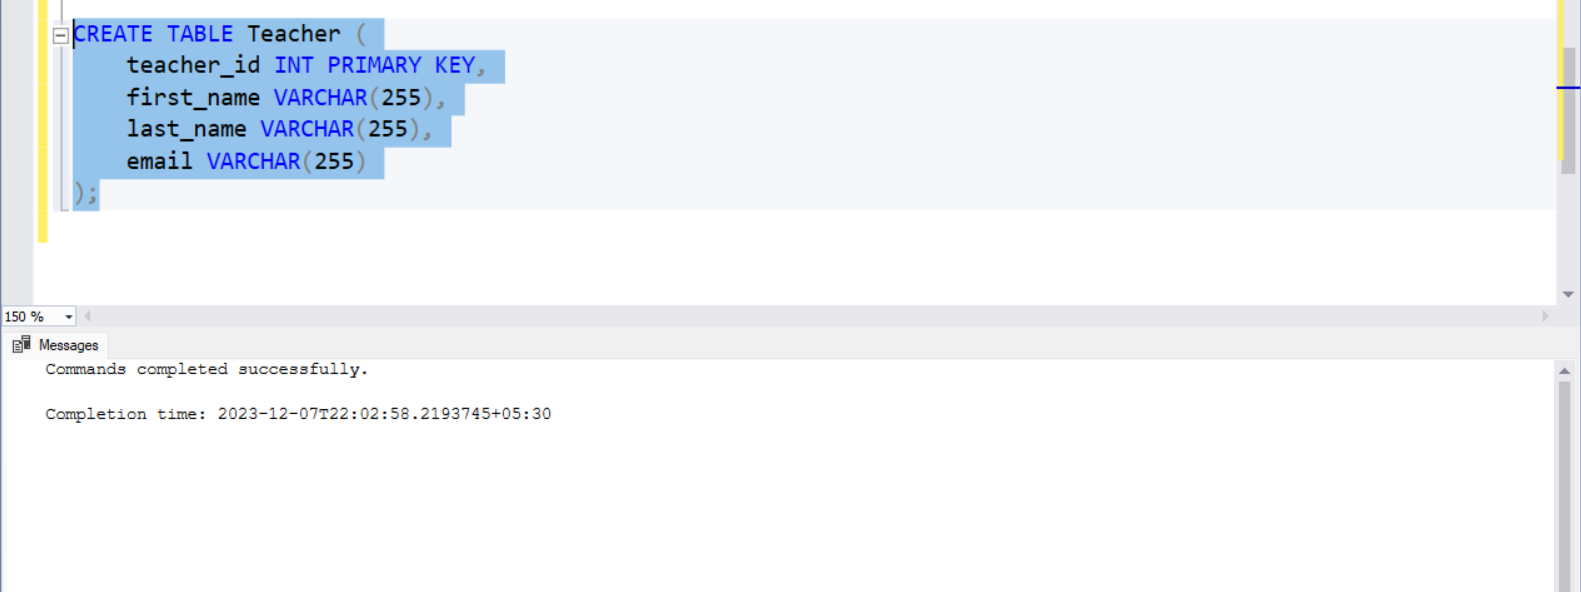 CREATE TABLE Teacher (
    teacher_id INT PRIMARY KEY,
    first_name VARCHAR(255),
    last_name VARCHAR(255),
    email VARCHAR(255)
);
150 %
Messages
Commands completed successfully.
Completion time: 2023-12-07T22:02:58.2193745+05:30